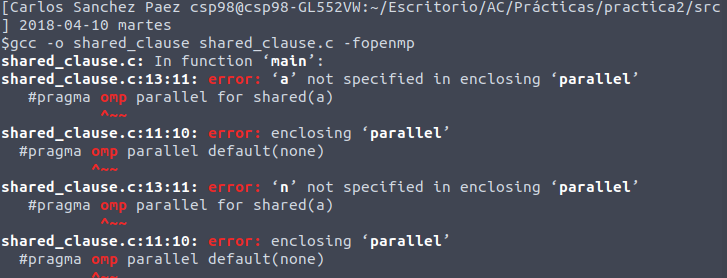 [Carlos Sanchez Paez csp98@csp98-GL552VW:~/Escritorio/AC/Prácticas/practica2/src
] 2018-04-10 martes
$gcc -o shared_clause shared_clause.c -fopenmp
shared_clause.c: In function ‘main’:
shared_clause.c:13:11: error: ‘a’ not specified in enclosing ‘parallel’
   #pragma omp parallel for shared(a)
           ^~~
shared_clause.c:11:10: error: enclosing ‘parallel’
  #pragma omp parallel default(none)
          ^~~
shared_clause.c:13:11: error: ‘n’ not specified in enclosing ‘parallel’
   #pragma omp parallel for shared(a)
           ^~~
shared_clause.c:11:10: error: enclosing ‘parallel’
  #pragma omp parallel default(none)
          ^~~